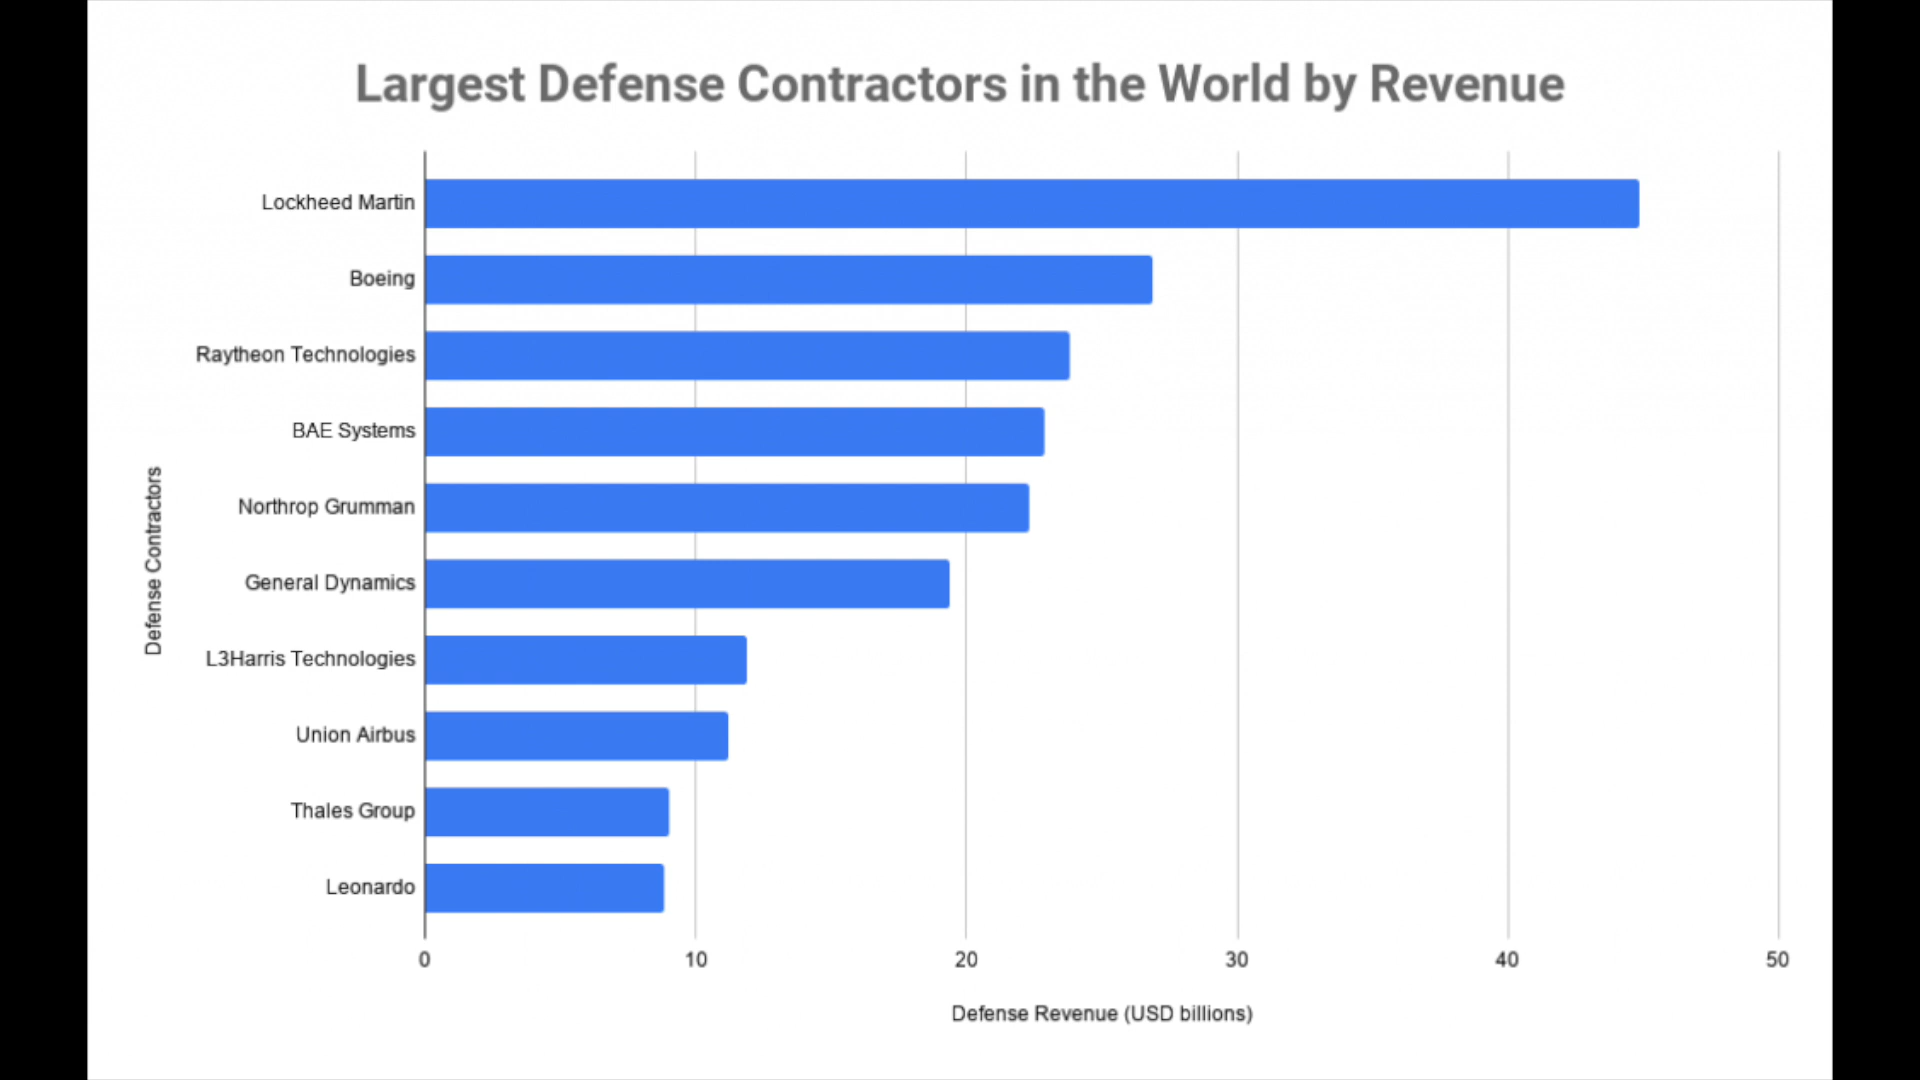 Largest Defense Contractors in the World by Revenue
Defense Contractors
Lockheed Martin
Boeing
Raytheon Technologies
BAE Systems
Northrop Grumman
General Dynamics
L3Harris Technologies
Union Airbus
Thales Group
Leonardo
0 10 20 30 40 50
Defense Revenue (USD billions)